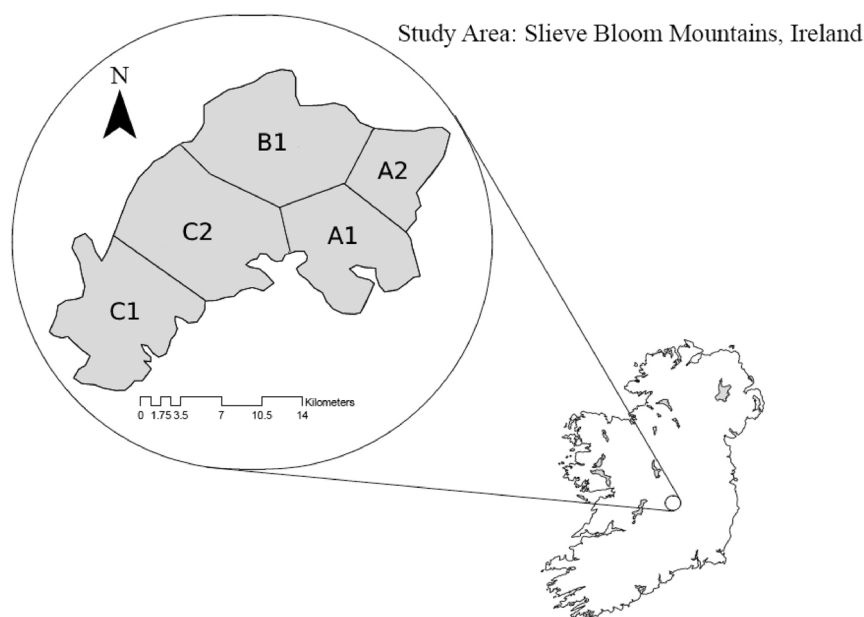 Study Area: Slieve Bloom Mountains, Ireland
N
B1
A2
C2
A1
C1
Kilometers
0 1.75 3.5 7 10.5 14